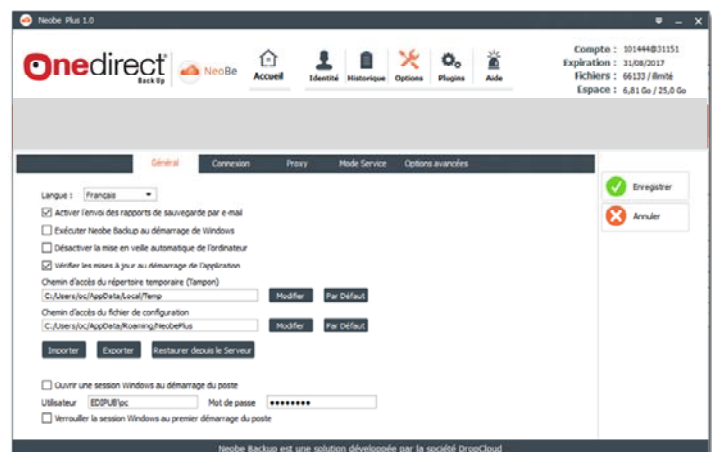 Neobe Plus 1.0
Onedirect
Back Up
NeoBe
Accueil
Identité
Historique
Options
Plugins
Aide
Compte : 101444@31151
Expiration : 31/08/2017
Fichiers : 66133 / illimité
Espace : 6,81 Go / 25,0 Go
Général
Connexion
Proxy
Mode Service
Options avancées
Langue : Français
Activer l'envoi des rapports de sauvegarde par e-mail
Exécuter Neobe Backup au démarrage de Windows
Désactiver la mise en veille automatique de l'ordinateur
Vérifier les mises à jour au démarrage de l'application
Chemin d'accès du répertoire temporaire (Tampon)
C:/Users/oc/AppData/Local/Temp
Modifier
Par Défaut
Chemin d'accès du fichier de configuration
C:/Users/oc/AppData/Roaming/NeobePlus
Modifier
Par Défaut
Importer
Exporter
Restaurer depuis le Serveur
Ouvrir une session Windows au démarrage du poste
Utilisateur EDIPUB\pc Mot de passe ••••••••
Verrouiller la session Windows au premier démarrage du poste
Enregistrer
Annuler
Neobe Backup est une solution développée par la société DropCloud